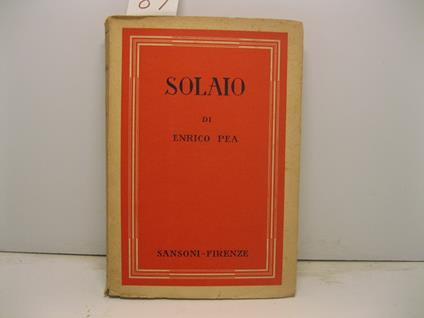 SOLAIO
DI
ENRICO PEA
SANSONI-FIRENZE